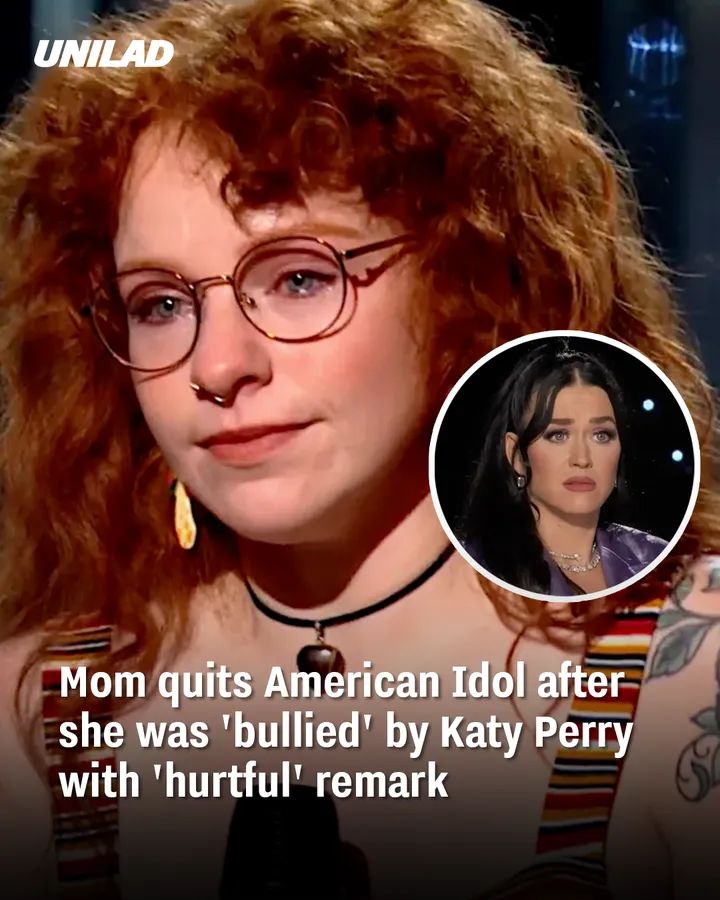 UNILAD
Mom quits American Idol after
she was 'bullied' by Katy Perry
with 'hurtful' remark